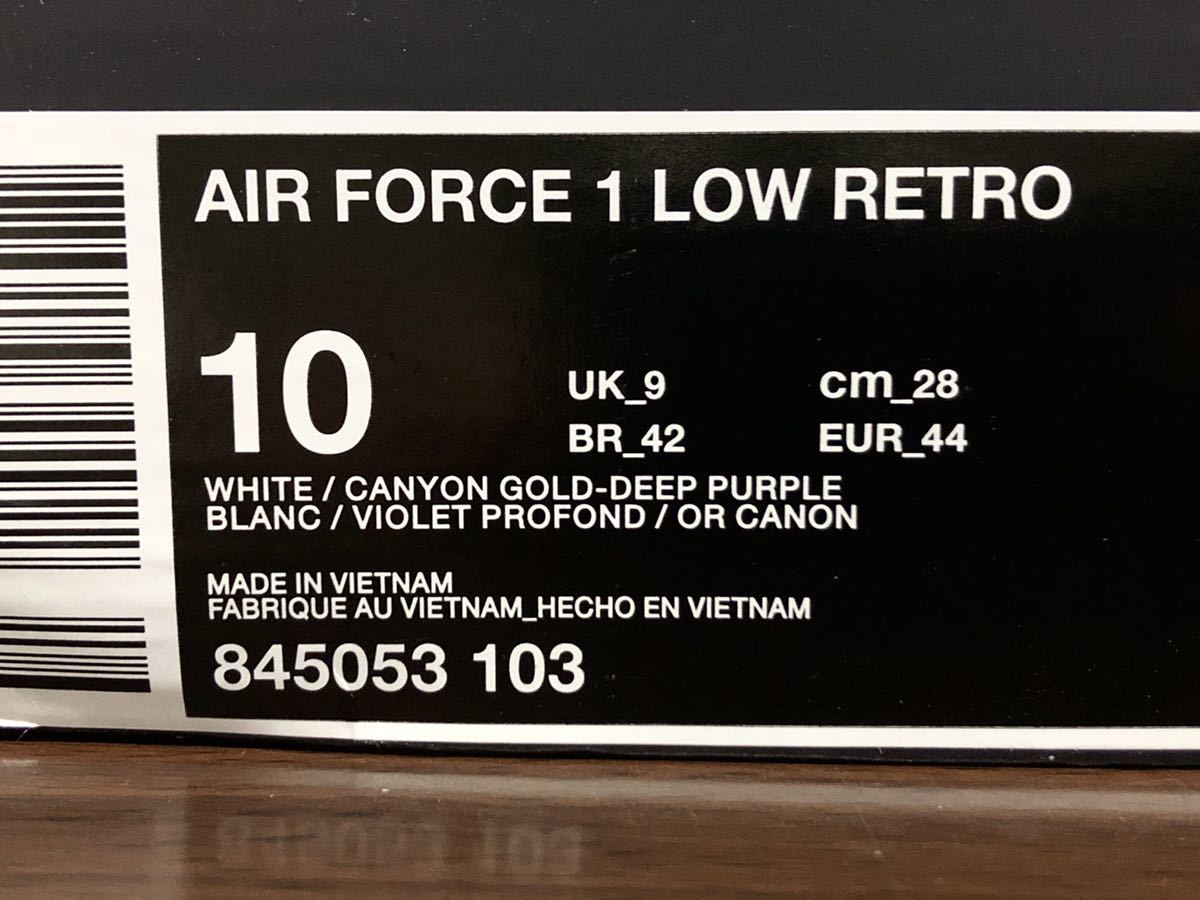 AIR FORCE 1 LOW RETRO
10
UK_9 cm_28
BR_42 EUR_44
WHITE / CANYON GOLD-DEEP PURPLE
BLANC / VIOLET PROFOND / OR CANON
MADE IN VIETNAM
FABRIQUE AU VIETNAM_HECHO EN VIETNAM
845053 103